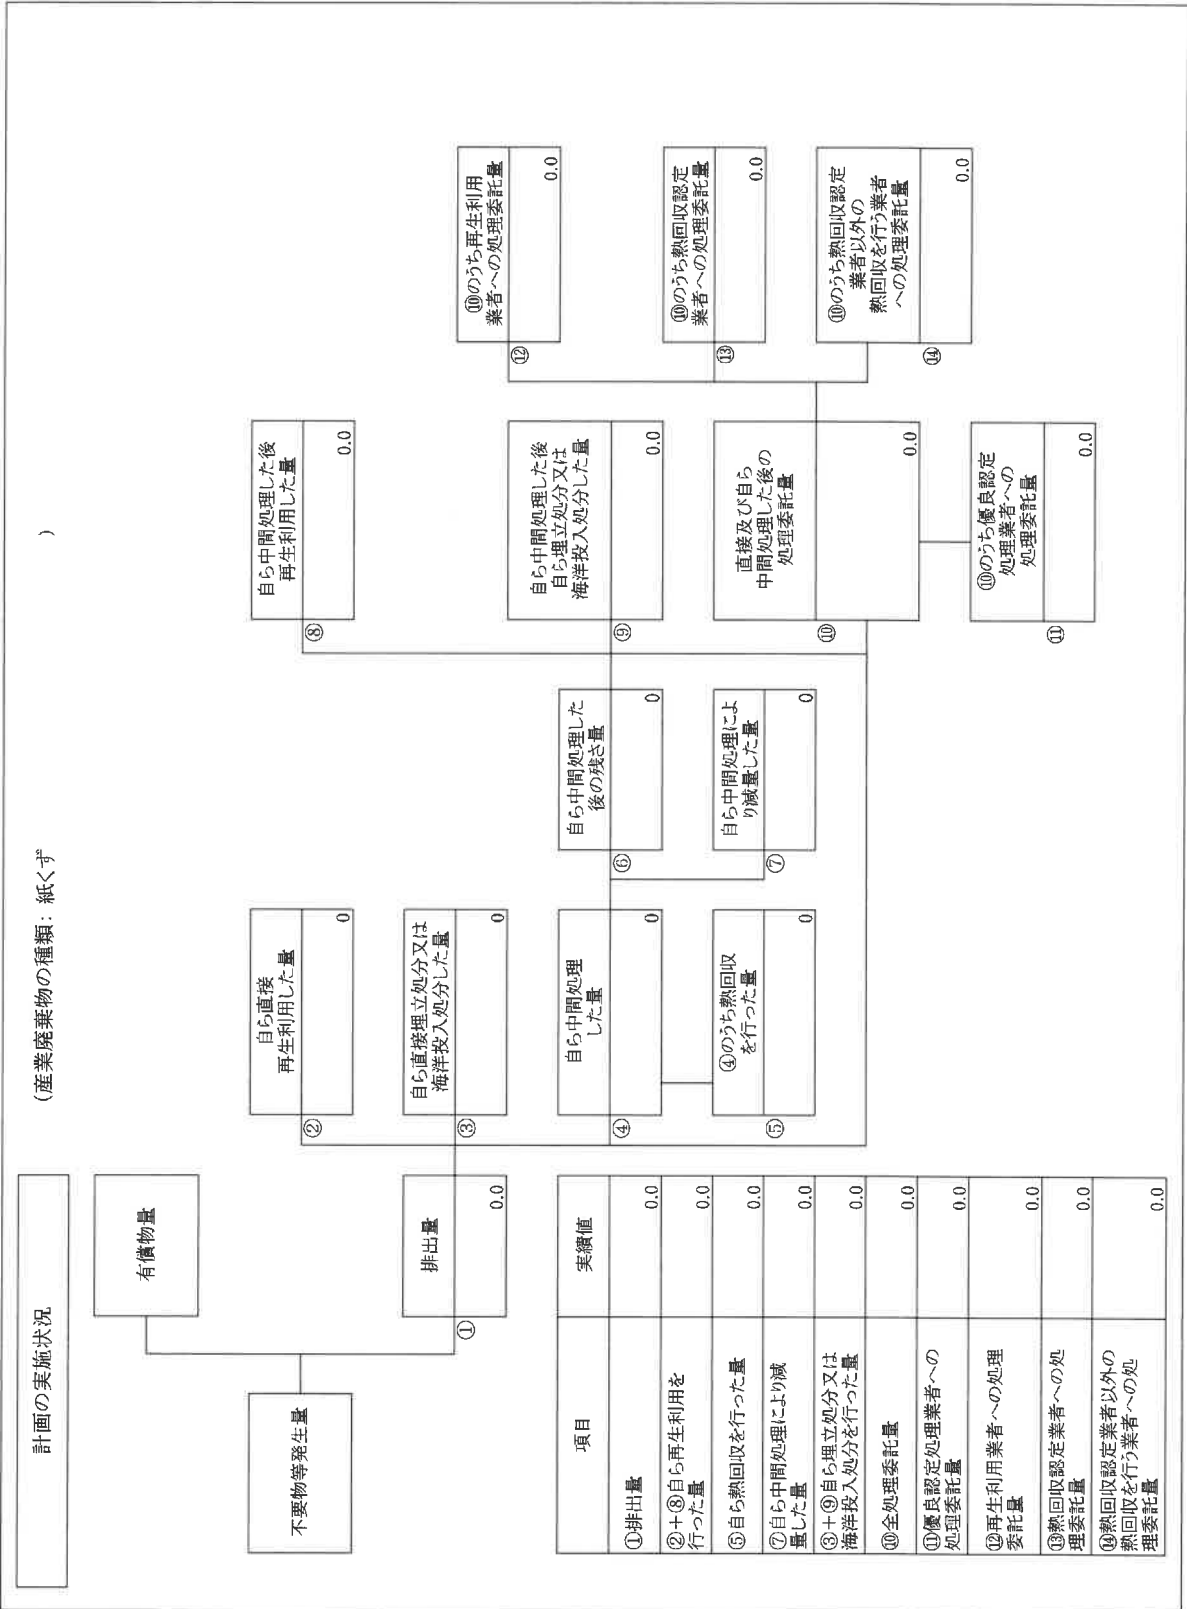 計画の実施状況
(産業廃棄物の種類: 紙くず )
不要物等発生量
有償物量
排出量
①
0.0
自ら直接
再生利用した量
②
0
自ら直接埋立処分又は
海洋投入処分した量
③
0
自ら中間処理
した量
④
0
④のうち熱回収
を行った量
⑤
0
自ら中間処理した
後の残さ量
⑥
0
自ら中間処理によ
り減量した量
⑦
0
自ら中間処理した後
再生利用した量
⑧
0.0
自ら中間処理した後
自ら埋立処分又は
海洋投入処分した量
⑨
0.0
直接及び自ら
中間処理した後の
処理委託量
⑩
0.0
⑩のうち優良認定
処理業者への
処理委託量
⑪
0.0
⑩のうち再生利用
業者への処理委託量
⑫
0.0
⑩のうち熱回収認定
業者への処理委託量
⑬
0.0
⑩のうち熱回収認定
業者以外の
熱回収を行う業者
への処理委託量
⑭
0.0
項目 実績値
①排出量 0.0
②+⑧自ら再生利用を
行った量 0.0
⑤自ら熱回収を行った量 0.0
⑦自ら中間処理により減
量した量 0.0
③+⑨自ら埋立処分又は
海洋投入処分を行った量 0.0
⑩全処理委託量 0.0
⑪優良認定処理業者への
処理委託量 0.0
⑫再生利用業者への処理
委託量 0.0
⑬熱回収認定業者への処
理委託量 0.0
⑭熱回収認定業者以外の
熱回収を行う業者への処
理委託量 0.0